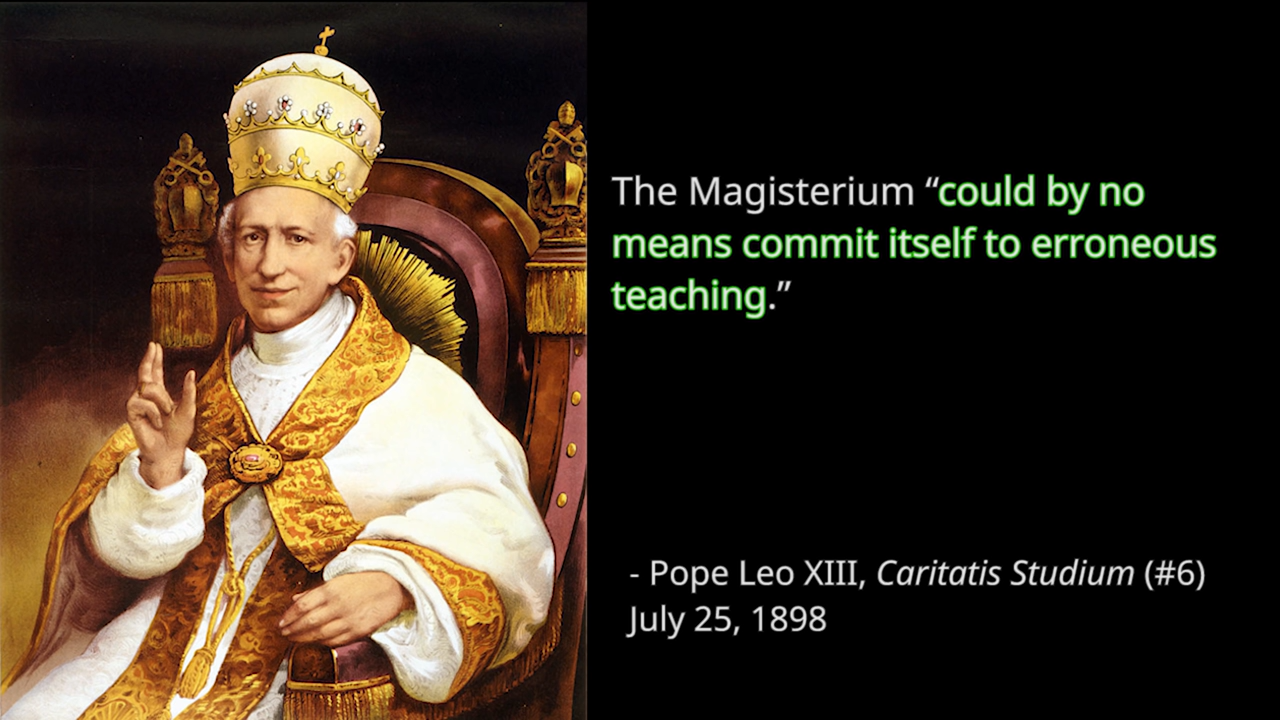 The Magisterium “could by no
means commit itself to erroneous
teaching.”
- Pope Leo XIII, Caritatis Studium (#6)
July 25, 1898